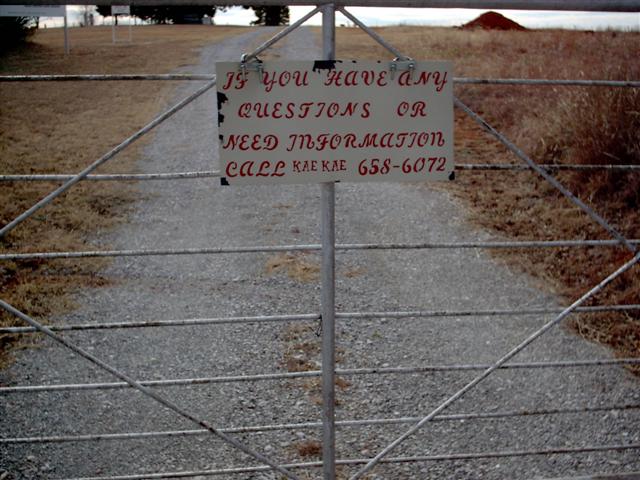 IF YOU HAVE ANY
QUESTIONS OR
NEED INFORMATION
CALL KAE KAE 658-6072